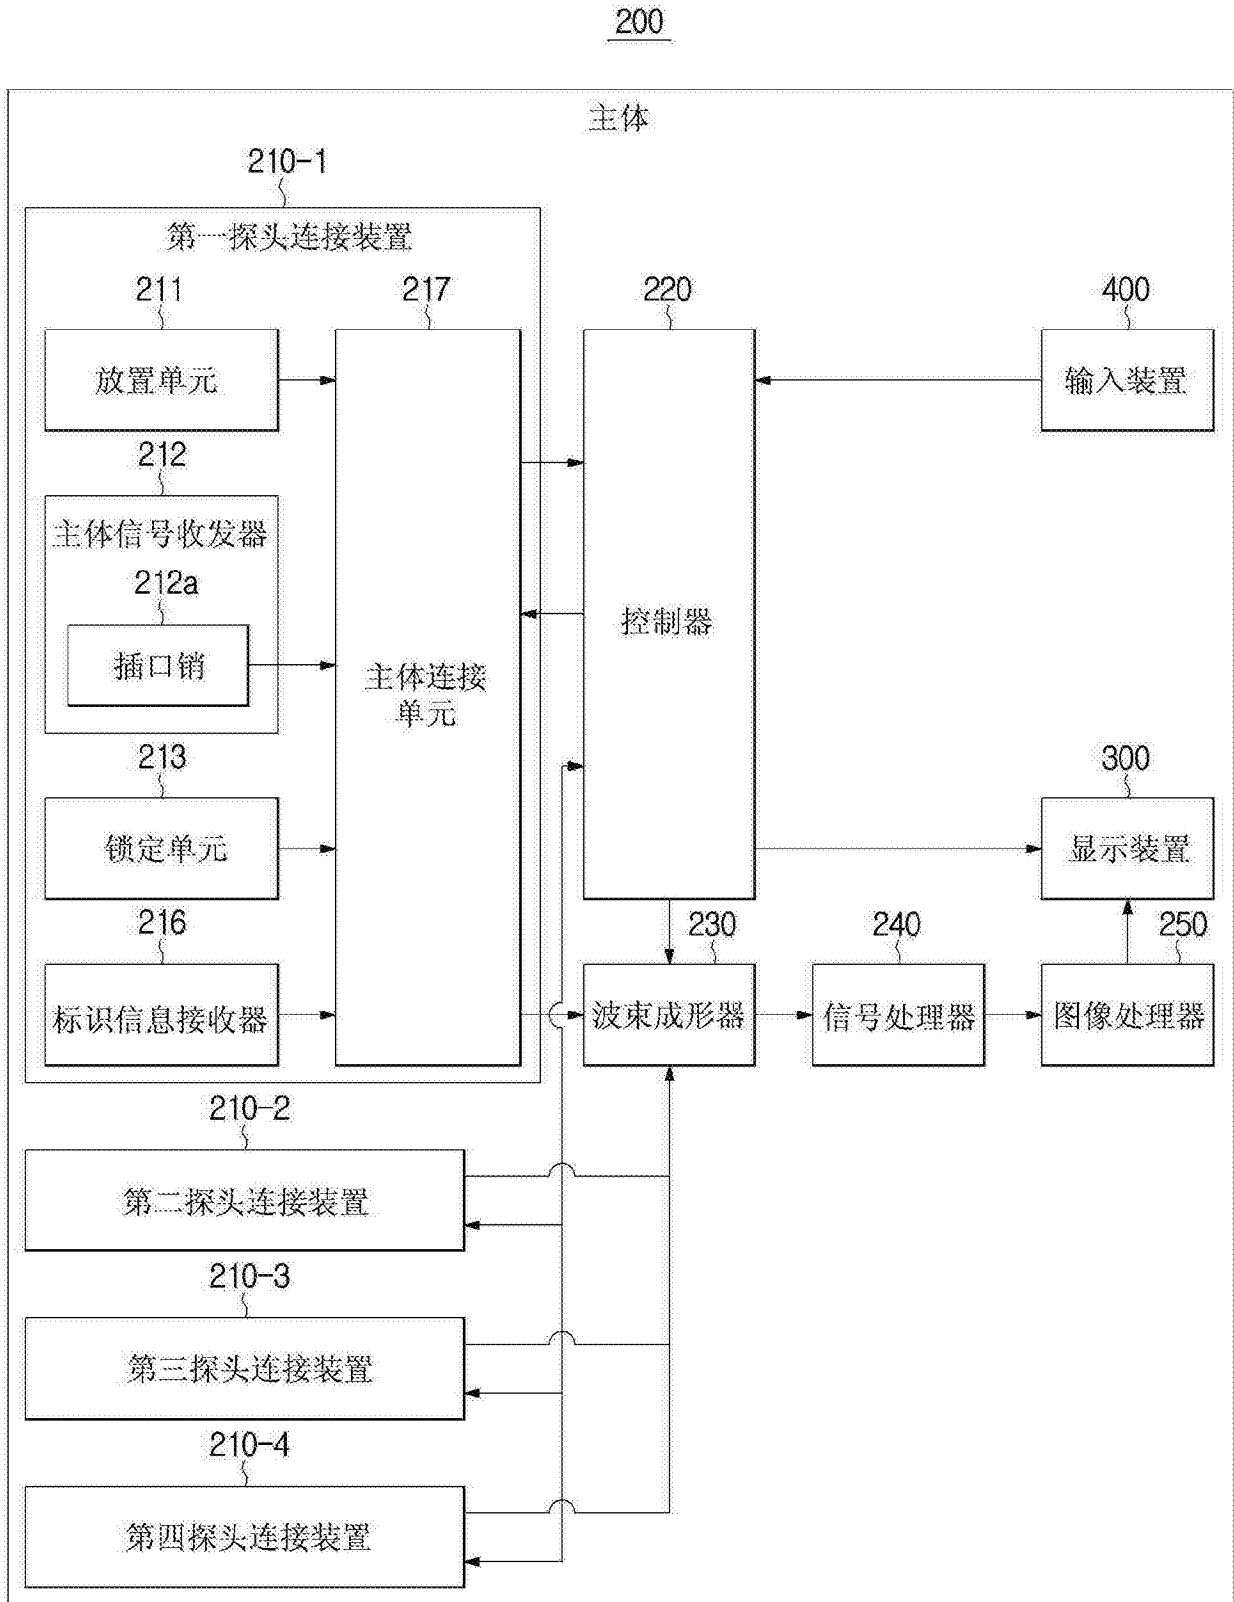 200
主体
210-1
第一探头连接装置
211
217
220
400
放置单元
输入装置
212
主体信号收发器
212a
插口销
控制器
主体连接
单元
213
300
锁定单元
显示装置
216
230
240
250
标识信息接收器
波束成形器
信号处理器
图像处理器
210-2
第二探头连接装置
210-3
第三探头连接装置
210-4
第四探头连接装置